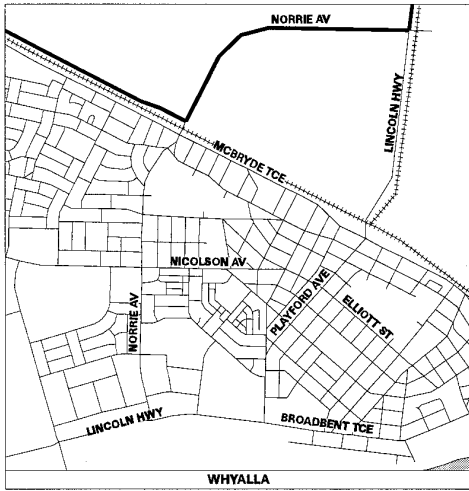 NORRIE AV
LINCOLN HWY
MCBRYDE TCE
NICOLSON AV
PLAYFORD AVE
ELLIOTT ST
NORRIE AV
LINCOLN HWY
BROADBENT TCE
WHYALLA